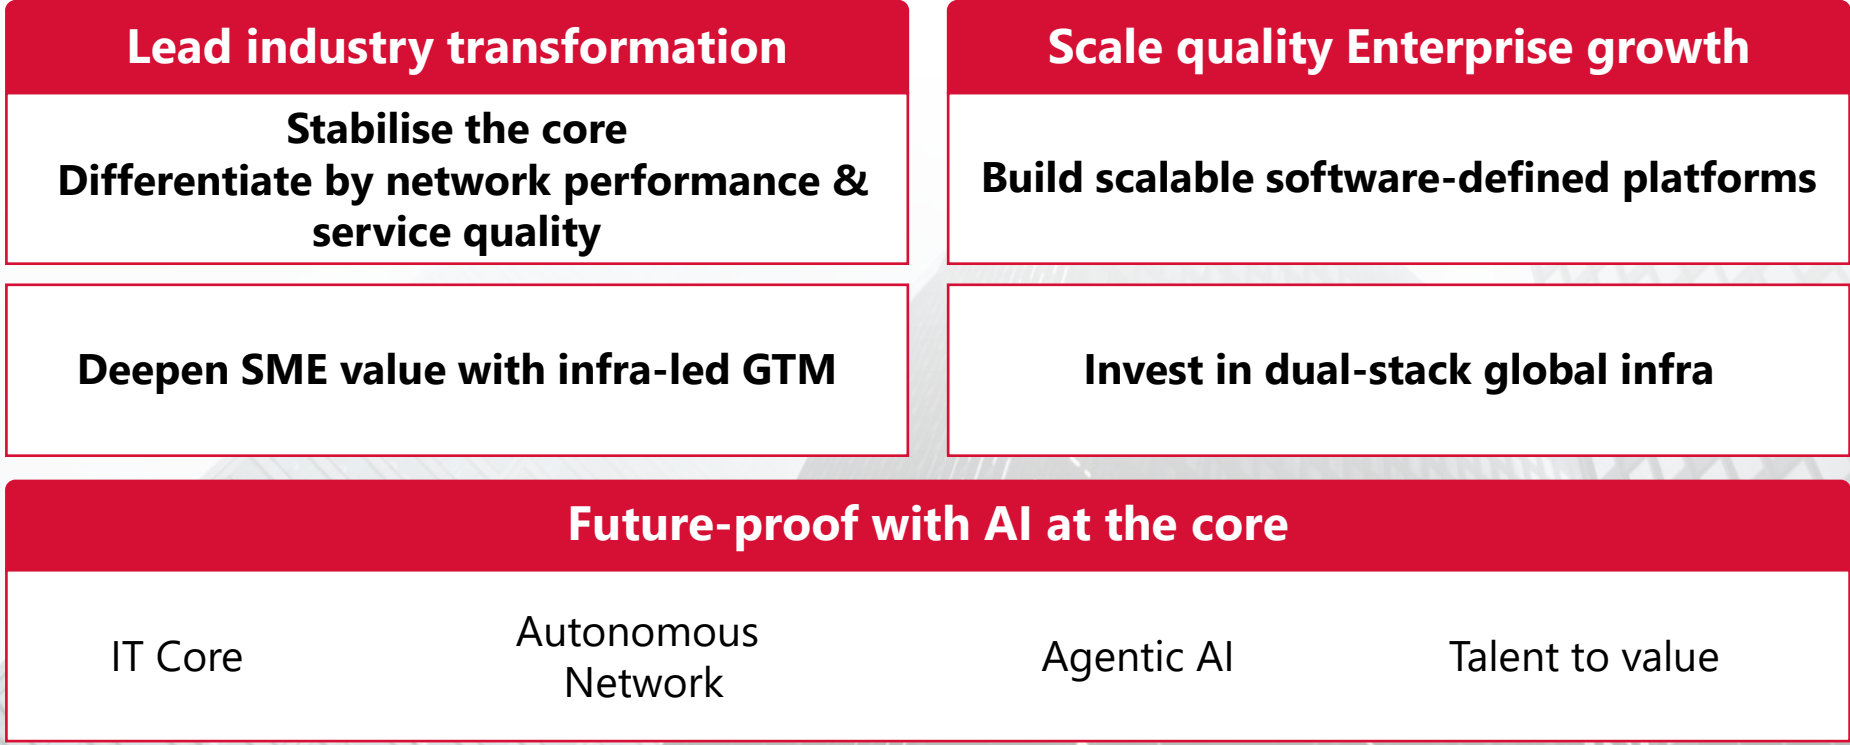 Lead industry transformation
Stabilise the core
Differentiate by network performance &
service quality
Deepen SME value with infra-led GTM
Scale quality Enterprise growth
Build scalable software-defined platforms
Invest in dual-stack global infra
Future-proof with AI at the core
IT Core
Autonomous
Network
Agentic AI
Talent to value